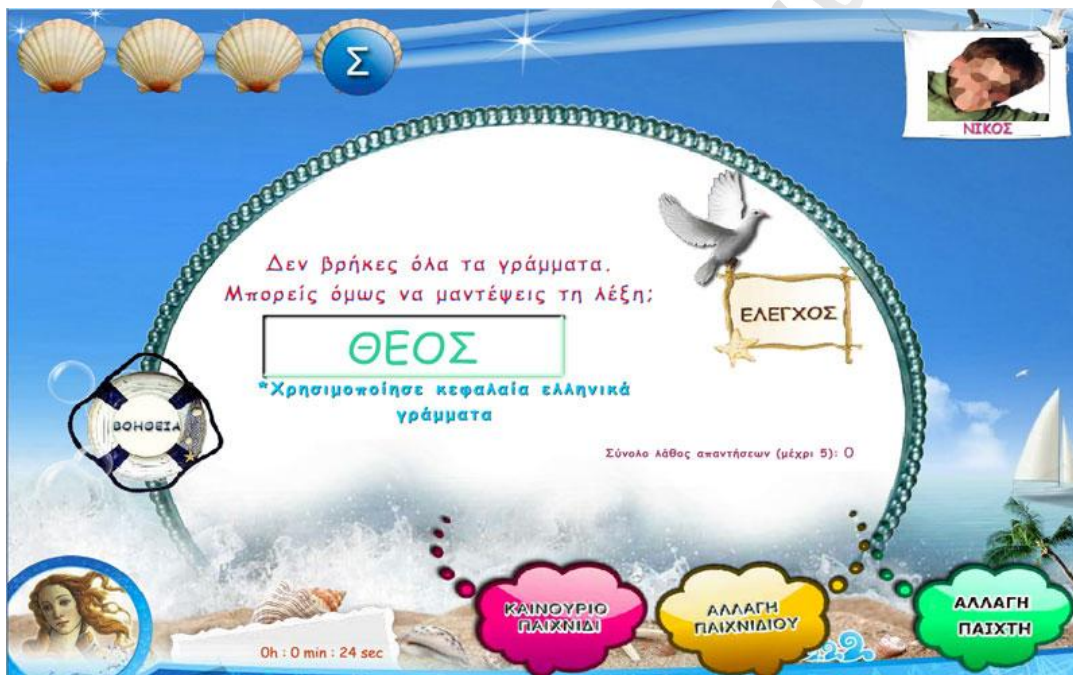 Σ
ΝΙΚΟΣ
Δεν βρήκες όλα τα γράμματα.
Μπορείς όμως να μαντέψεις τη λέξη;
ΕΛΕΓΧΟΣ
ΘΕΟΣ
*Χρησιμοποίησε κεφαλαία ελληνικά
γράμματα
ΒΟΗΘΕΙΑ
Σύνολο λάθος απαντήσεων (μέχρι 5): 0
ΚΑΙΝΟΥΡΙΟ
ΠΑΙΧΝΙΔΙ
ΑΛΛΑΓΗ
ΠΑΙΧΝΙΔΙΟΥ
ΑΛΛΑΓΗ
ΠΑΙΧΤΗ
0h : 0 min : 24 sec